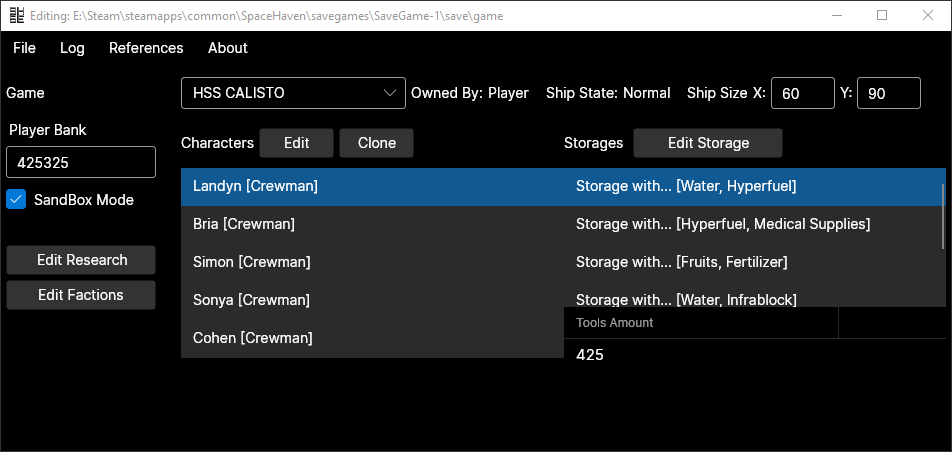 Editing: E:\Steam\steamapps\common\SpaceHaven\savegames\SaveGame-1\save\game
File Log References About
Game HSS CALISTO Owned By: Player Ship State: Normal Ship Size X: 60 Y: 90
Player Bank
425325
SandBox Mode
Edit Research
Edit Factions
Characters Edit Clone
Landyn [Crewman]
Bria [Crewman]
Simon [Crewman]
Sonya [Crewman]
Cohen [Crewman]
Storages Edit Storage
Storage with... [Water, Hyperfuel]
Storage with... [Hyperfuel, Medical Supplies]
Storage with... [Fruits, Fertilizer]
Storage with... [Water, Infrablock]
Tools Amount
425